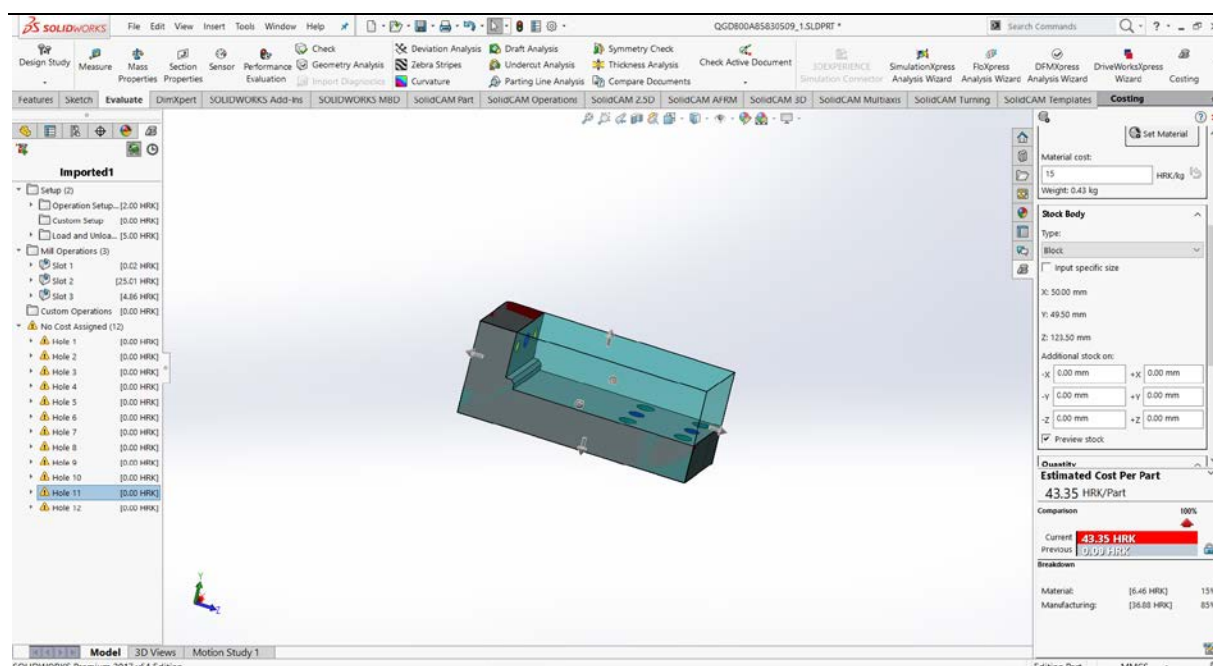 SOLIDWORKS File Edit View Insert Tools Window Help QGD800A85830509_1.SLDPRT * Search Commands
Design Study Measure Mass Properties Section Properties Sensor Performance Evaluation
Check
Geometry Analysis
Import Diagnostics
Deviation Analysis
Zebra Stripes
Curvature
Draft Analysis
Undercut Analysis
Parting Line Analysis
Symmetry Check
Thickness Analysis
Compare Documents
Check Active Document
3DEXPERIENCE Simulation Connector
SimulationXpress Analysis Wizard
FloXpress Analysis Wizard
DFMXpress Analysis Wizard
DriveWorksXpress Wizard
Costing
Features Sketch Evaluate DimXpert SOLIDWORKS Add-Ins SOLIDWORKS MBD SolidCAM Part SolidCAM Operations SolidCAM 2.5D SolidCAM AFRM SolidCAM 3D SolidCAM Multiaxis SolidCAM Turning SolidCAM Templates Costing
Imported1
Setup (2)
Operation Setup... [2.00 HRK]
Custom Setup [0.00 HRK]
Load and Unloa... [5.00 HRK]
Mill Operations (3)
Slot 1 [0.02 HRK]
Slot 2 [25.01 HRK]
Slot 3 [4.86 HRK]
Custom Operations [0.00 HRK]
No Cost Assigned (12)
Hole 1 [0.00 HRK]
Hole 2 [0.00 HRK]
Hole 3 [0.00 HRK]
Hole 4 [0.00 HRK]
Hole 5 [0.00 HRK]
Hole 6 [0.00 HRK]
Hole 7 [0.00 HRK]
Hole 8 [0.00 HRK]
Hole 9 [0.00 HRK]
Hole 10 [0.00 HRK]
Hole 11 [0.00 HRK]
Hole 12 [0.00 HRK]
Y
Z
Set Material
Material cost:
15 HRK/kg
Weight: 0.43 kg
Stock Body
Type:
Block
Input specific size
X: 50.00 mm
Y: 49.50 mm
Z: 123.50 mm
Additional stock on:
-X 0.00 mm +X 0.00 mm
-Y 0.00 mm +Y 0.00 mm
-Z 0.00 mm +Z 0.00 mm
Preview stock
Quantity
Estimated Cost Per Part
43.35 HRK/Part
Comparison 100%
Current 43.35 HRK
Previous 0.00 HRK
Breakdown
Material: [6.46 HRK] 15%
Manufacturing: [36.88 HRK] 85%
Model 3D Views Motion Study 1
SOLIDWORKS Premium 2017 x64 Edition Editing Part MMGS